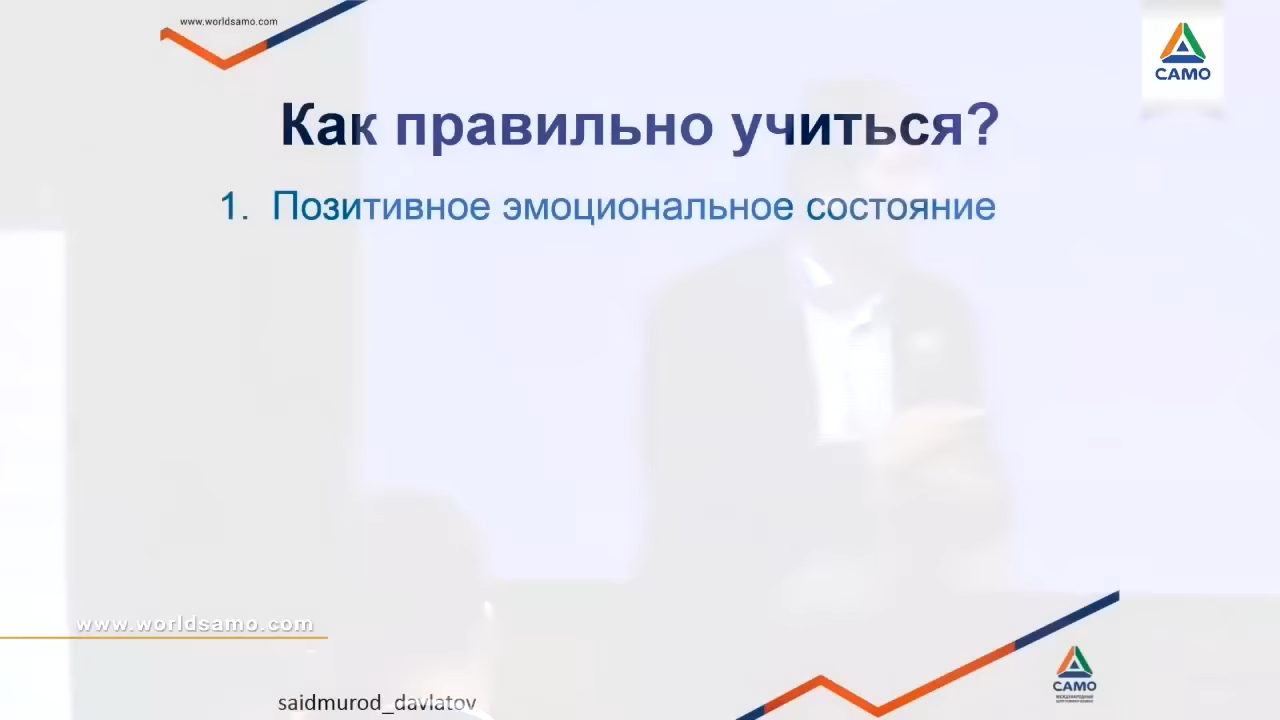 www.worldsamo.com
САМО
Как правильно учиться?
1. Позитивное эмоциональное состояние
www.worldsamo.com
САМО
saidmurod_davlatov